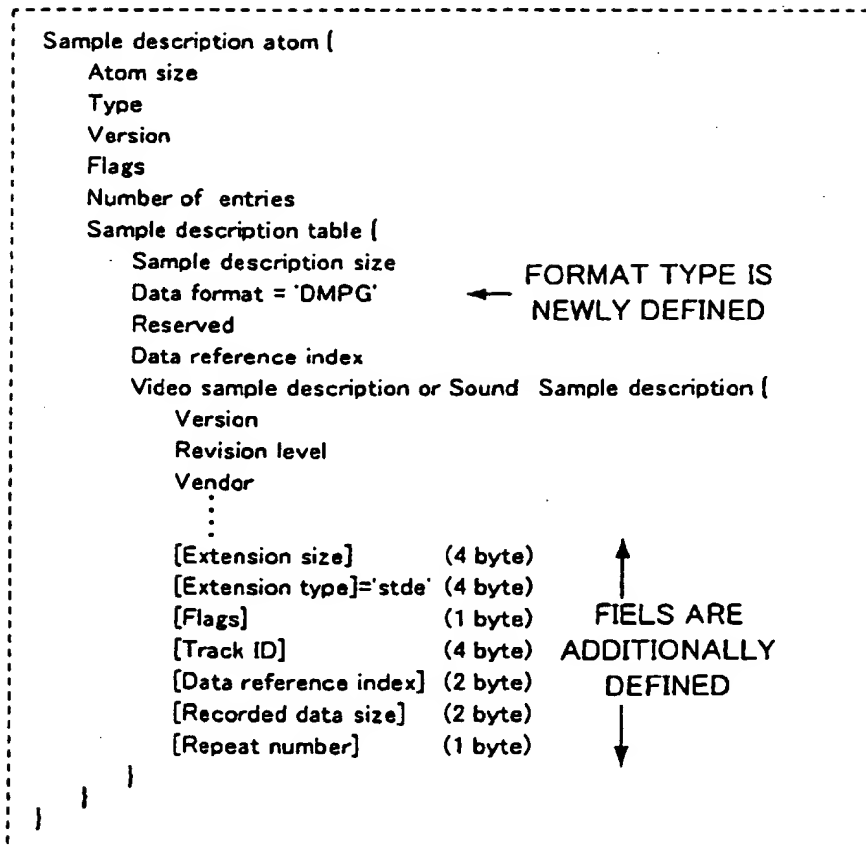 Sample description atom {
Atom size
Type
Version
Flags
Number of entries
Sample description table {
Sample description size
Data format = 'DMPG'
Reserved
Data reference index
Video sample description or Sound Sample description {
Version
Revision level
Vendor
[Extension size] (4 byte)
[Extension type]='stde' (4 byte)
[Flags] (1 byte)
[Track ID] (4 byte)
[Data reference index] (2 byte)
[Recorded data size] (2 byte)
[Repeat number] (1 byte)
}
}
}
FORMAT TYPE IS
NEWLY DEFINED
FIELS ARE
ADDITIONALLY
DEFINED